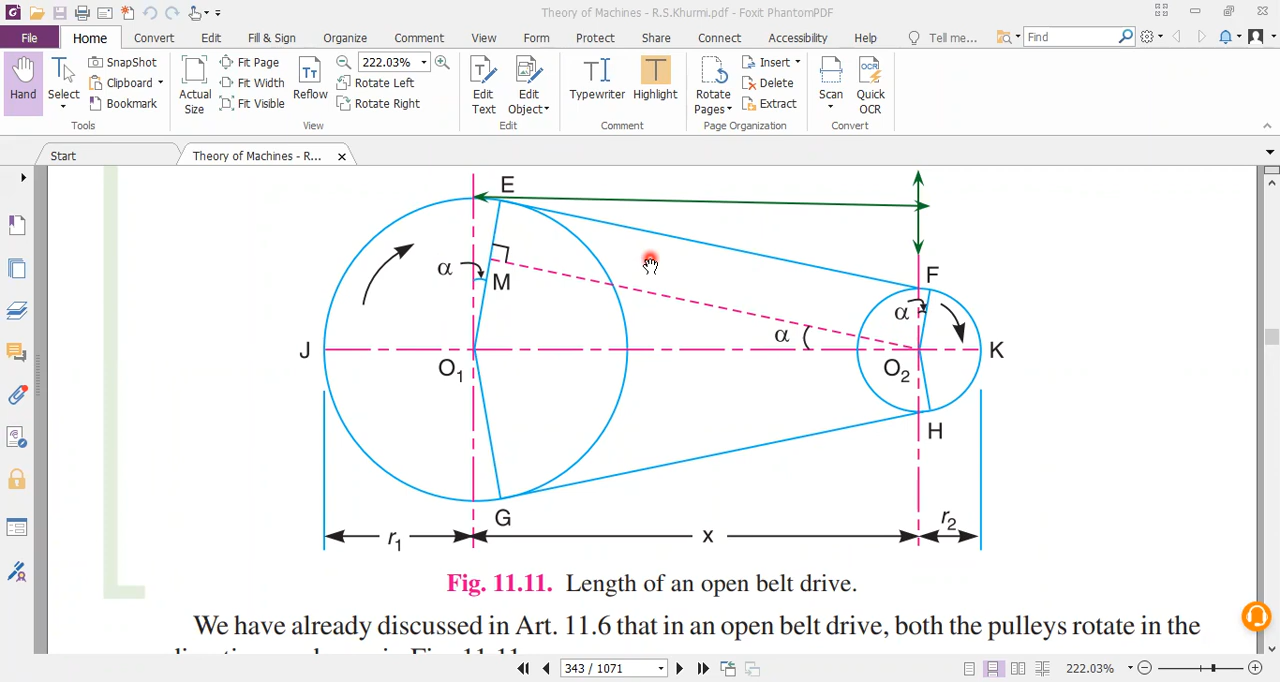 Theory of Machines - R.S.Khurmi.pdf - Foxit PhantomPDF
File Home Convert Edit Fill & Sign Organize Comment View Form Protect Share Connect Accessibility Help Tell me... Find
Hand
Select
SnapShot
Clipboard
Bookmark
Tools
Actual Size
Fit Page
Fit Width
Fit Visible
Reflow
222.03%
Rotate Left
Rotate Right
View
Edit Text
Edit Object
Edit
Typewriter
Highlight
Comment
Rotate Pages
Insert
Delete
Extract
Page Organization
Scan
Quick OCR
Convert
Start
Theory of Machines - R...
E
α
M
F
α
α
J
O1
O2
K
H
G
r1
x
r2
Fig. 11.11. Length of an open belt drive.
We have already discussed in Art. 11.6 that in an open belt drive, both the pulleys rotate in the
343 / 1071
222.03%